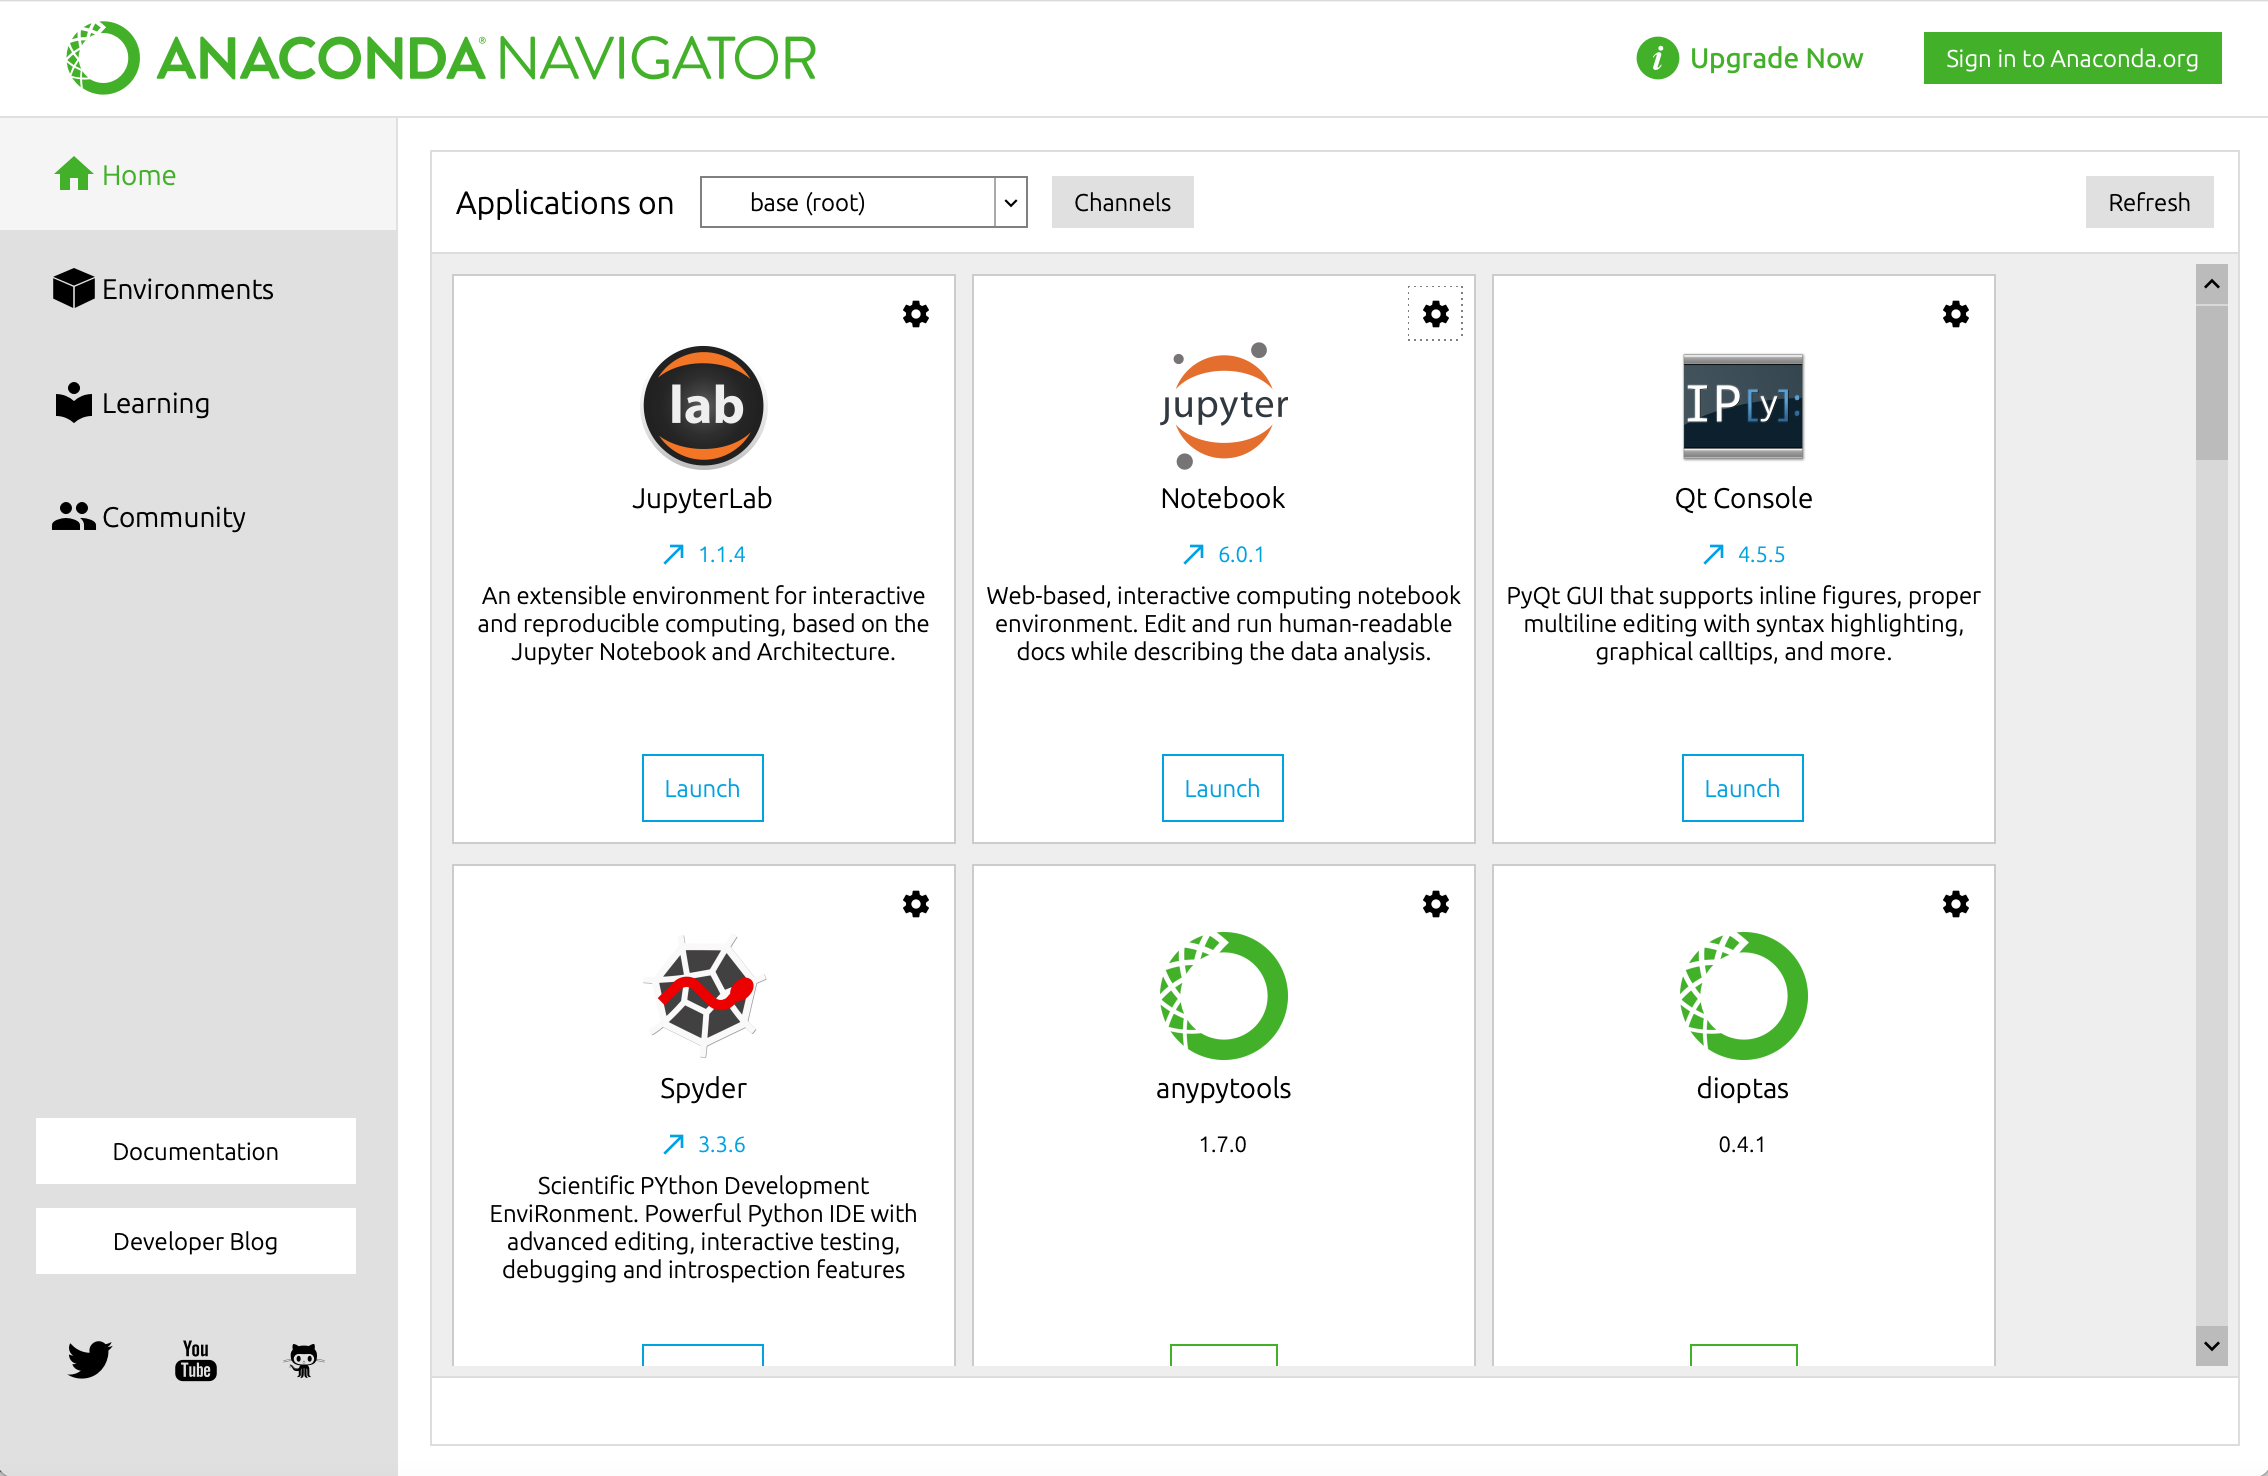 ANACONDA® NAVIGATOR
Upgrade Now
Sign in to Anaconda.org
Home
Environments
Learning
Community
Documentation
Developer Blog
You
Tube
Applications on
base (root)
Channels
Refresh
lab
JupyterLab
1.1.4
An extensible environment for interactive
and reproducible computing, based on the
Jupyter Notebook and Architecture.
Launch
jupyter
Notebook
6.0.1
Web-based, interactive computing notebook
environment. Edit and run human-readable
docs while describing the data analysis.
Launch
IP[y]:
Qt Console
4.5.5
PyQt GUI that supports inline figures, proper
multiline editing with syntax highlighting,
graphical calltips, and more.
Launch
Spyder
3.3.6
Scientific PYthon Development
EnviRonment. Powerful Python IDE with
advanced editing, interactive testing,
debugging and introspection features
anypytools
1.7.0
dioptas
0.4.1